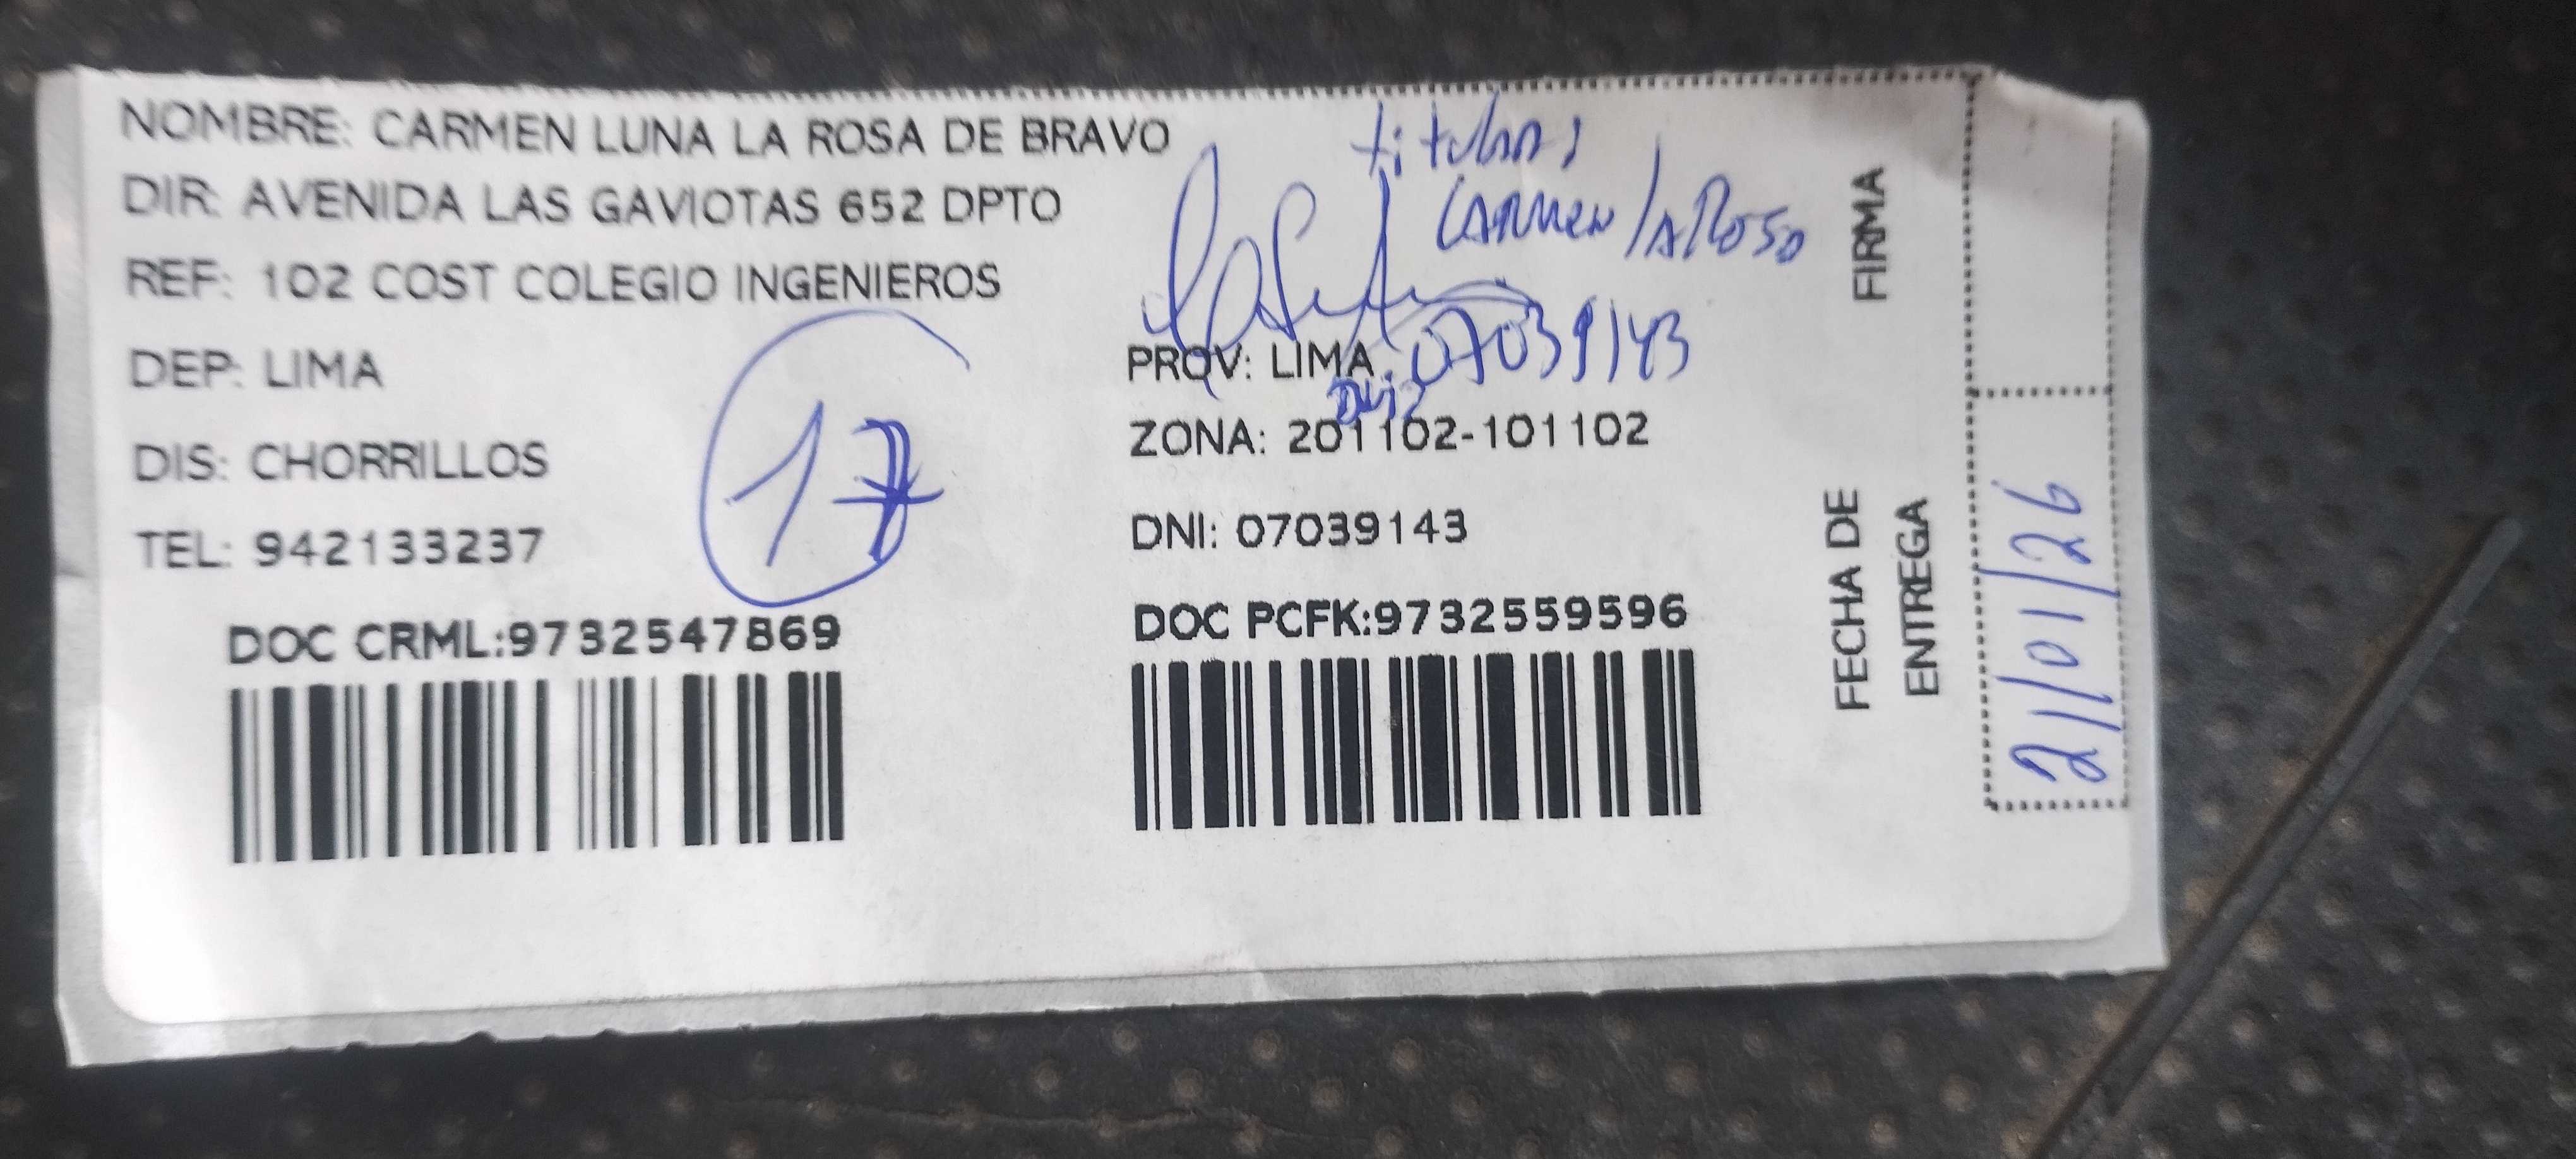 NOMBRE: CARMEN LUNA LA ROSA DE BRAVO
DIR: AVENIDA LAS GAVIOTAS 652 DPTO
REF: 102 COST COLEGIO INGENIEROS
DEP: LIMA
DIS: CHORRILLOS
TEL: 942133237
17
DOC CRML:9732547869
titular
CARMEN LA ROSA
07039143
PROV: LIMA
ZONA: 201102-101102
DNI: 07039143
DOC PCFK:9732559596
FIRMA
FECHA DE
ENTREGA
21/01/26